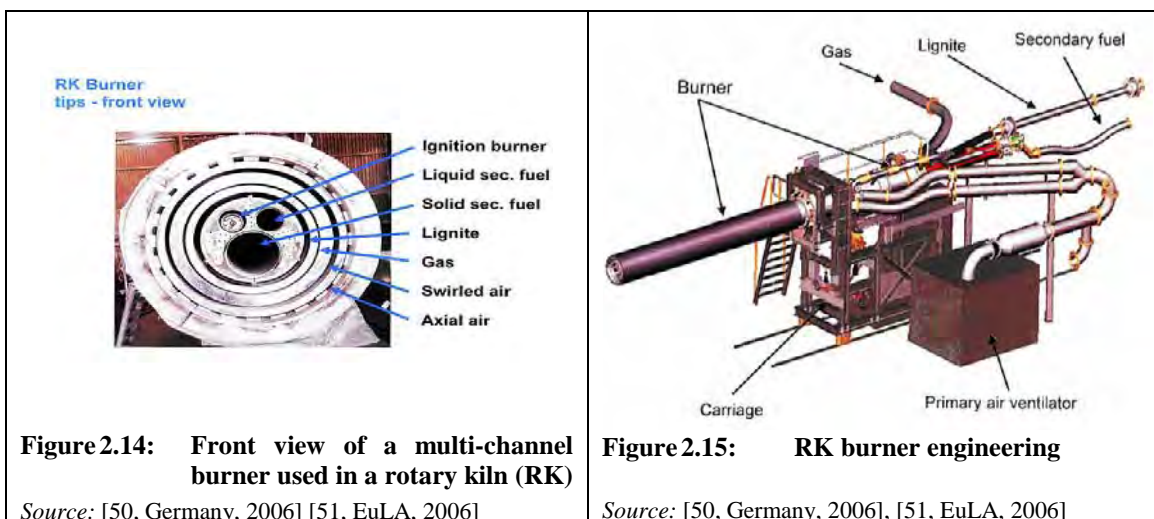 RK Burner
tips - front view
Ignition burner
Liquid sec. fuel
Solid sec. fuel
Lignite
Gas
Swirled air
Axial air
Figure 2.14: Front view of a multi-channel
burner used in a rotary kiln (RK)
Source: [50, Germany, 2006] [51, EuLA, 2006]
Gas
Lignite
Secondary fuel
Burner
Carriage
Primary air ventilator
Figure 2.15: RK burner engineering
Source: [50, Germany, 2006], [51, EuLA, 2006]